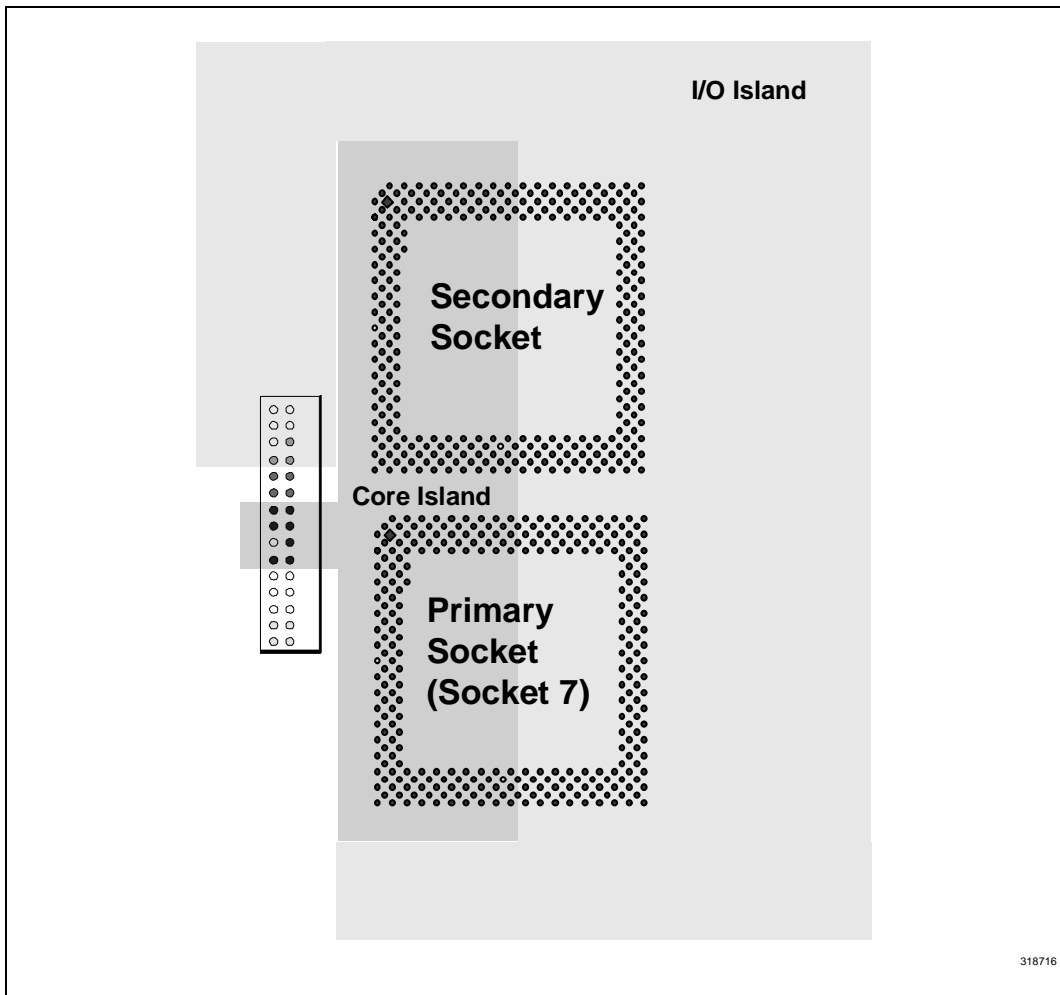 I/O Island
Secondary
Socket
Core Island
Primary
Socket
(Socket 7)
318716